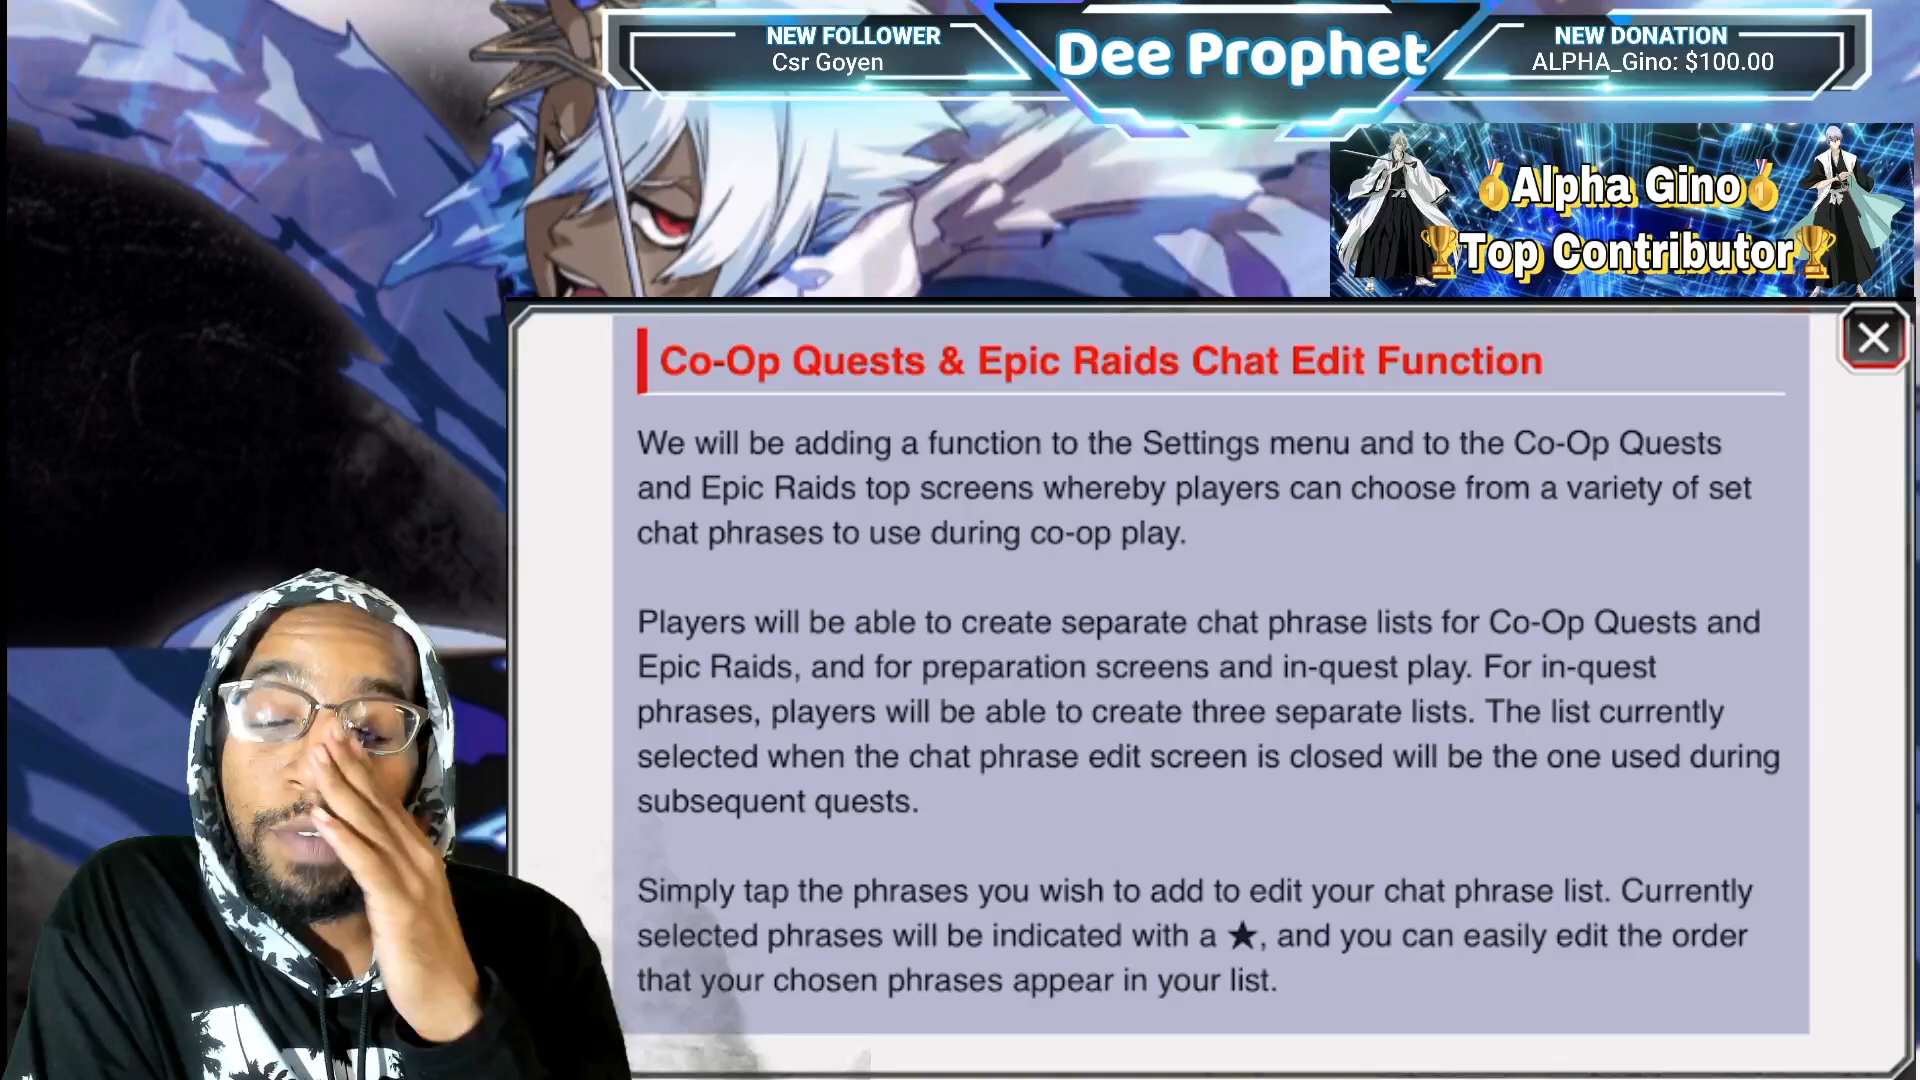 NEW FOLLOWER
Csr Goyen
Dee Prophet
NEW DONATION
ALPHA_Gino: $100.00
🥇Alpha Gino🥇
🏆Top Contributor🏆
Co-Op Quests & Epic Raids Chat Edit Function
We will be adding a function to the Settings menu and to the Co-Op Quests
and Epic Raids top screens whereby players can choose from a variety of set
chat phrases to use during co-op play.
Players will be able to create separate chat phrase lists for Co-Op Quests and
Epic Raids, and for preparation screens and in-quest play. For in-quest
phrases, players will be able to create three separate lists. The list currently
selected when the chat phrase edit screen is closed will be the one used during
subsequent quests.
Simply tap the phrases you wish to add to edit your chat phrase list. Currently
selected phrases will be indicated with a ★, and you can easily edit the order
that your chosen phrases appear in your list.